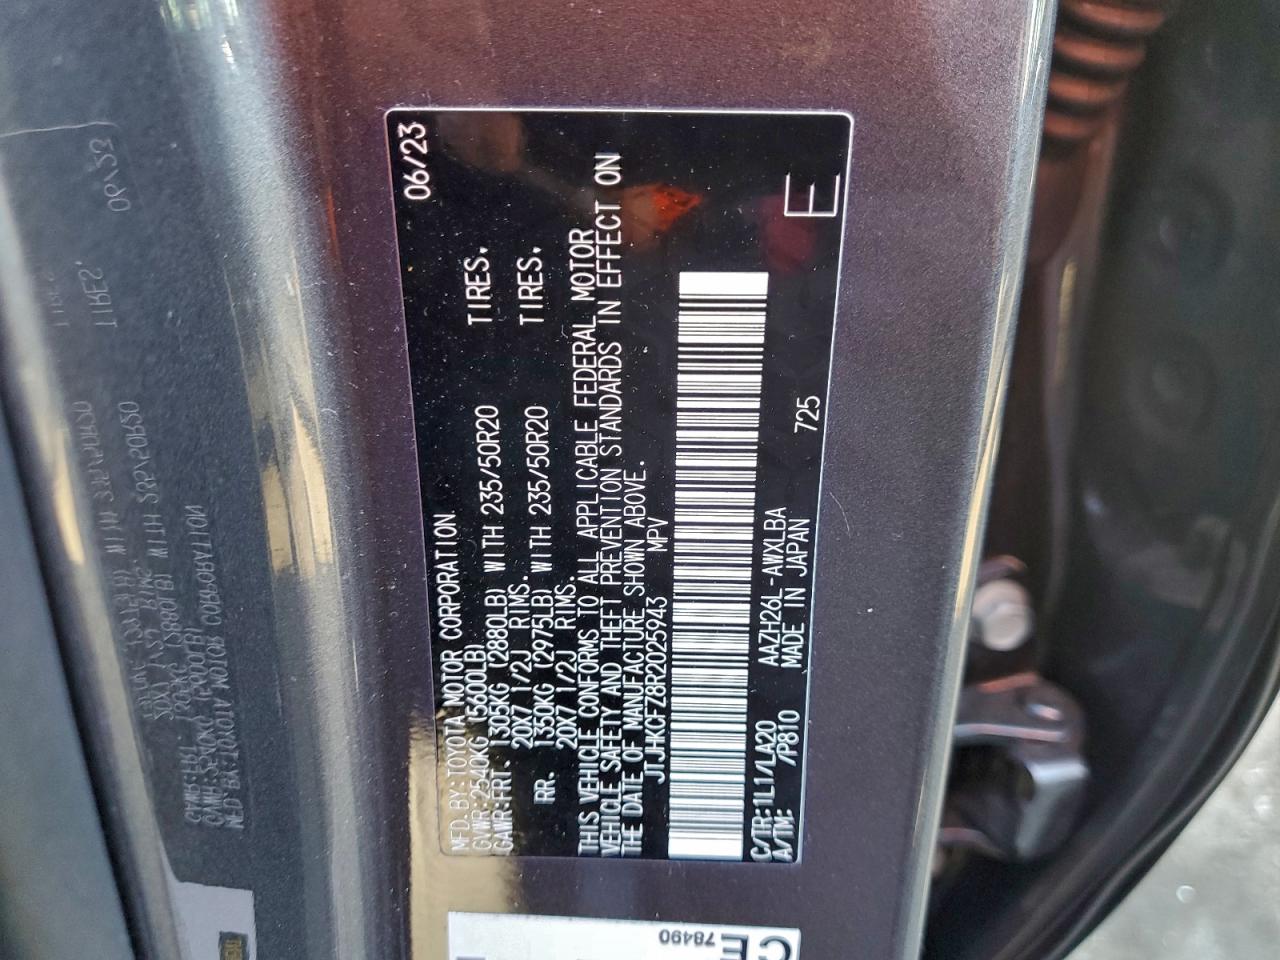 MFD.BY:TOYOTA MOTOR CORPORATION 06/23
GVWR:2540KG (5600LB)
GAWR:FRT. 1305KG (2880LB) WITH 235/50R20 TIRES.
20X7 1/2J RIMS.
RR. 1350KG (2975LB) WITH 235/50R20 TIRES.
20X7 1/2J RIMS.
THIS VEHICLE CONFORMS TO ALL APPLICABLE FEDERAL MOTOR
VEHICLE SAFETY AND THEFT PREVENTION STANDARDS IN EFFECT ON
THE DATE OF MANUFACTURE SHOWN ABOVE.
JTJHKCFZ8R2025943 MPV
C/TR:1L1/LA20 AAZH26L-AWXLBA 725
A/TM: /P810 MADE IN JAPAN
E
78490